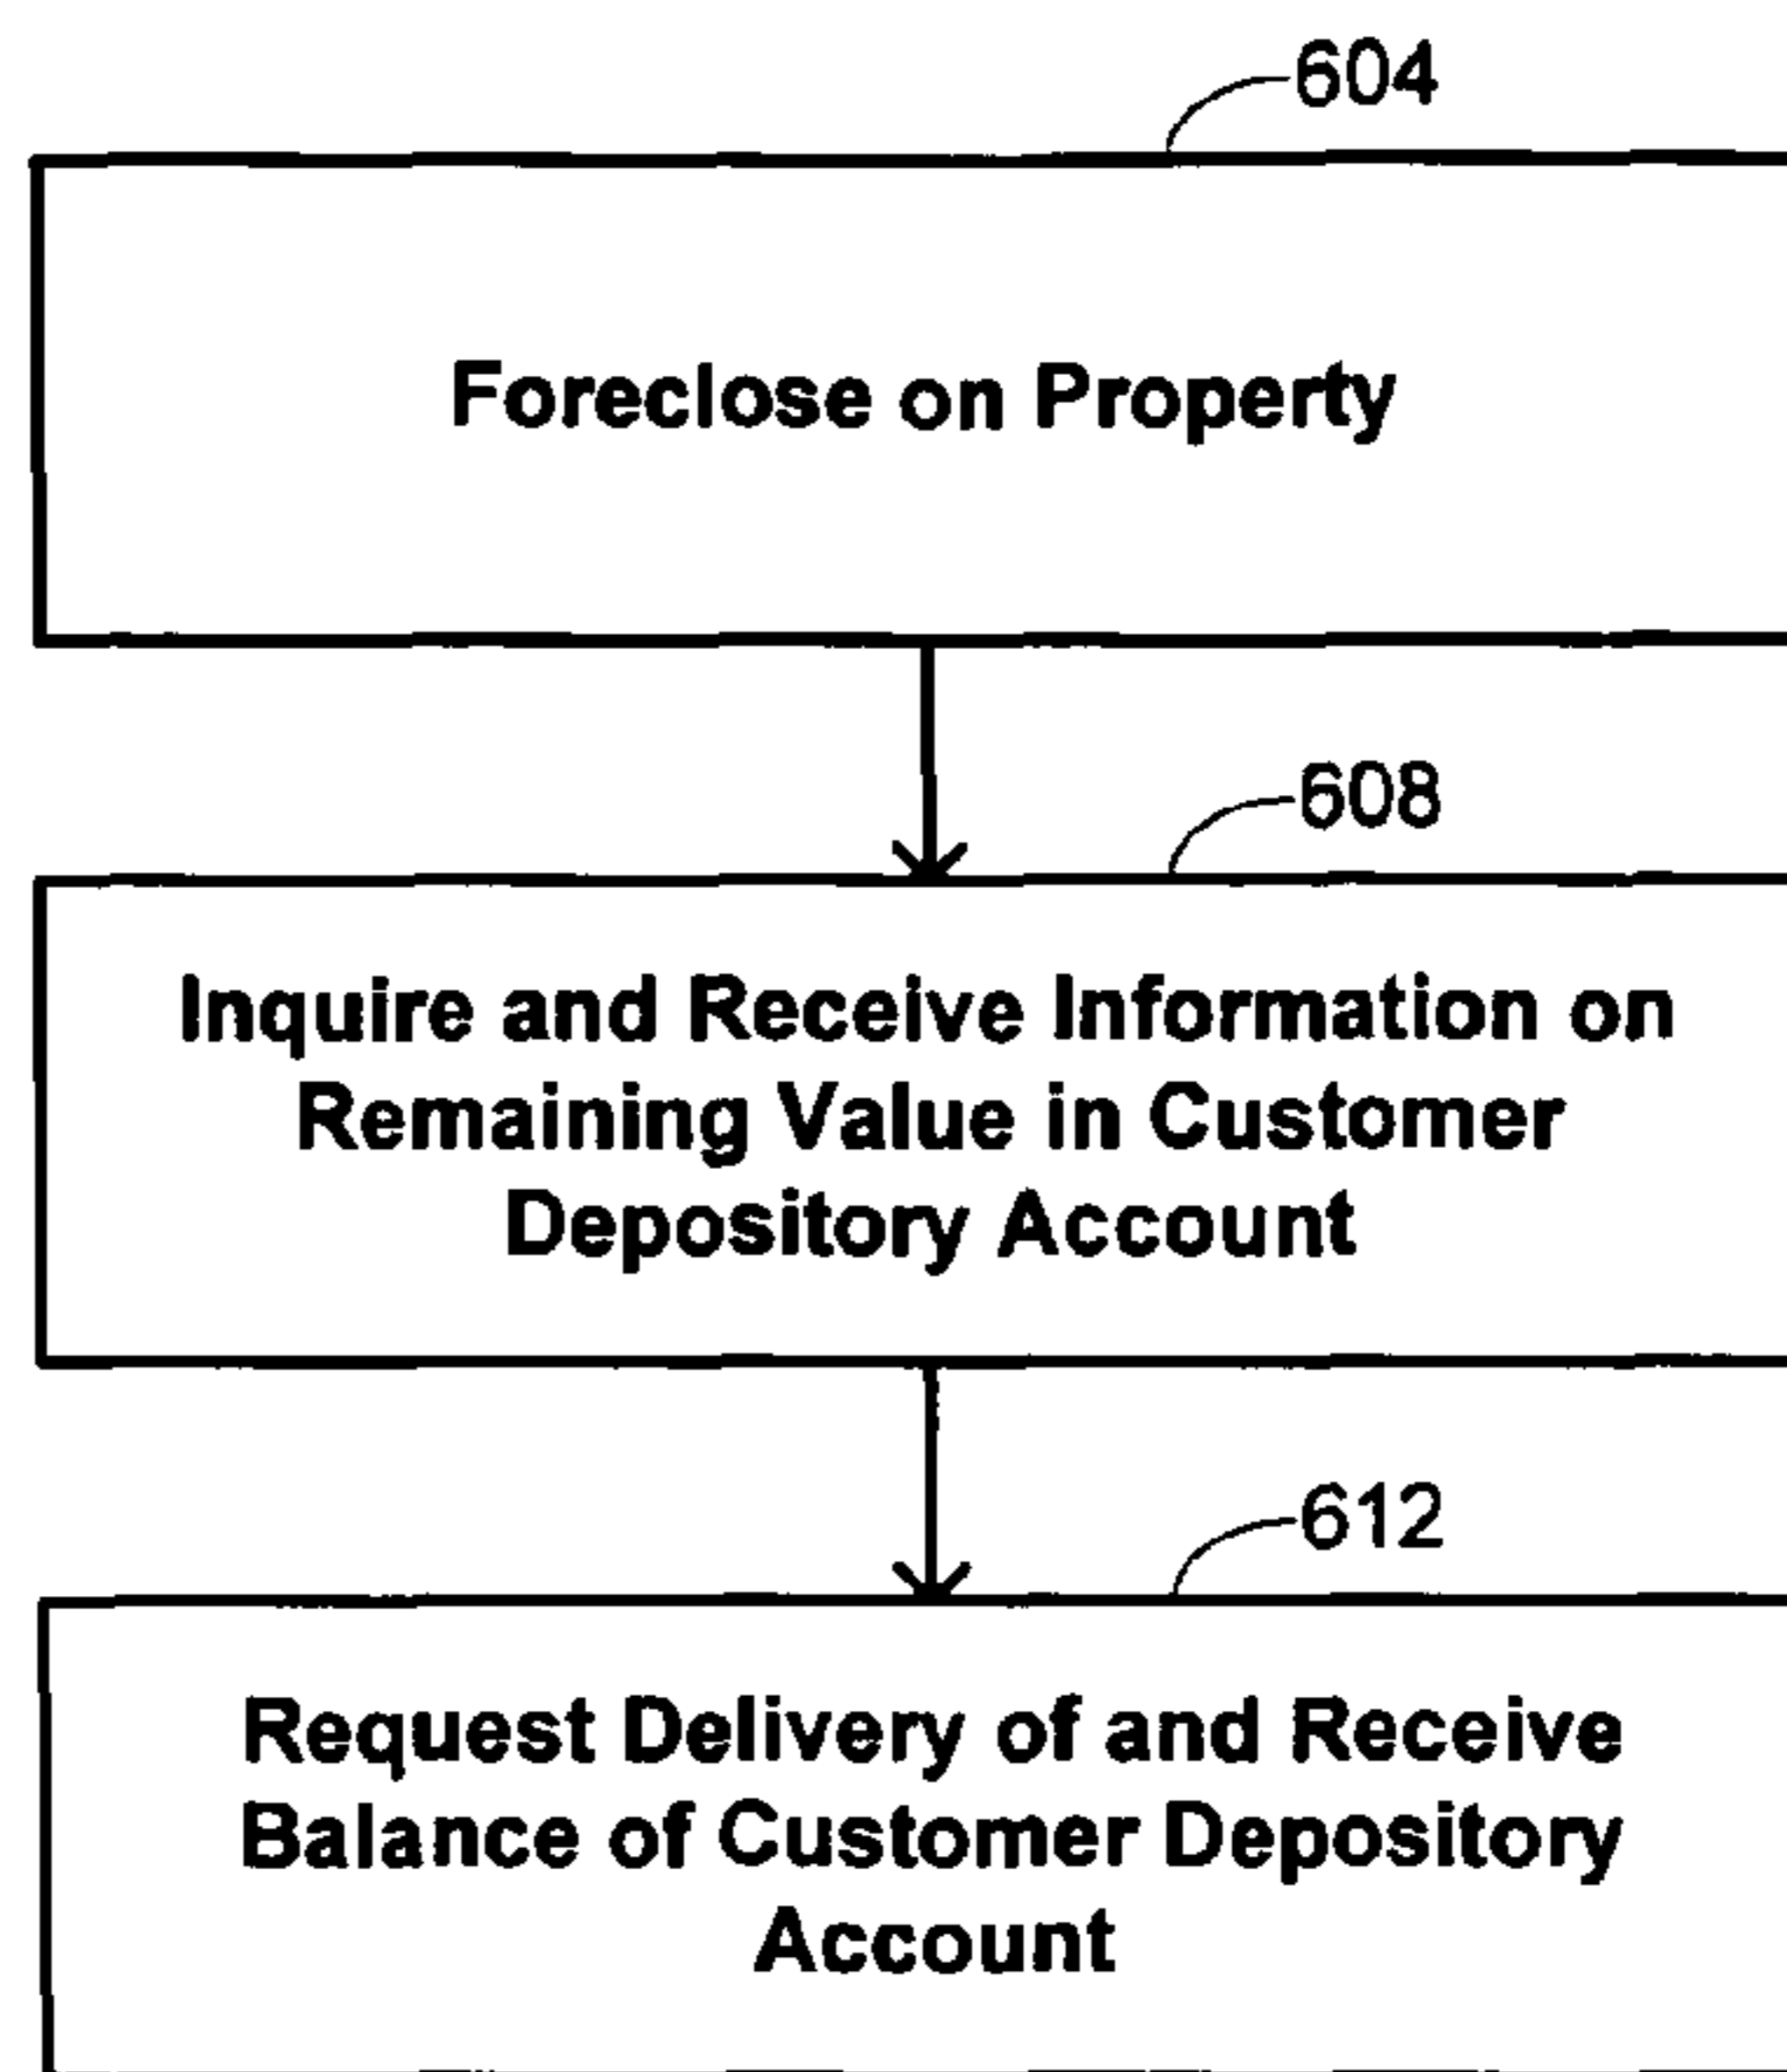 604
Foreclose on Property
608
Inquire and Receive Information on
Remaining Value in Customer
Depository Account
612
Request Delivery of and Receive
Balance of Customer Depository
Account